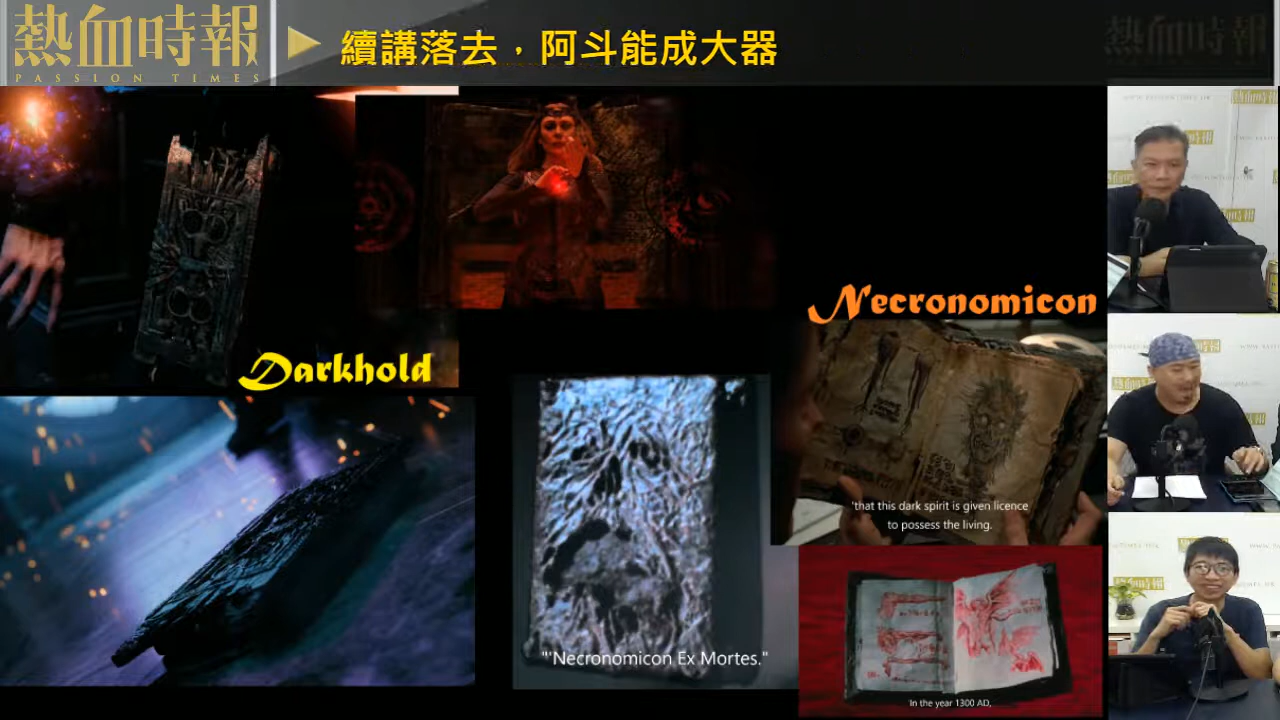 熱血時報
PASSION TIMES
續講落去，阿斗能成大器
Darkhold
Necronomicon
'that this dark spirit is given licence
to possess the living.
"'Necronomicon Ex Mortes."
In the year 1300 AD,